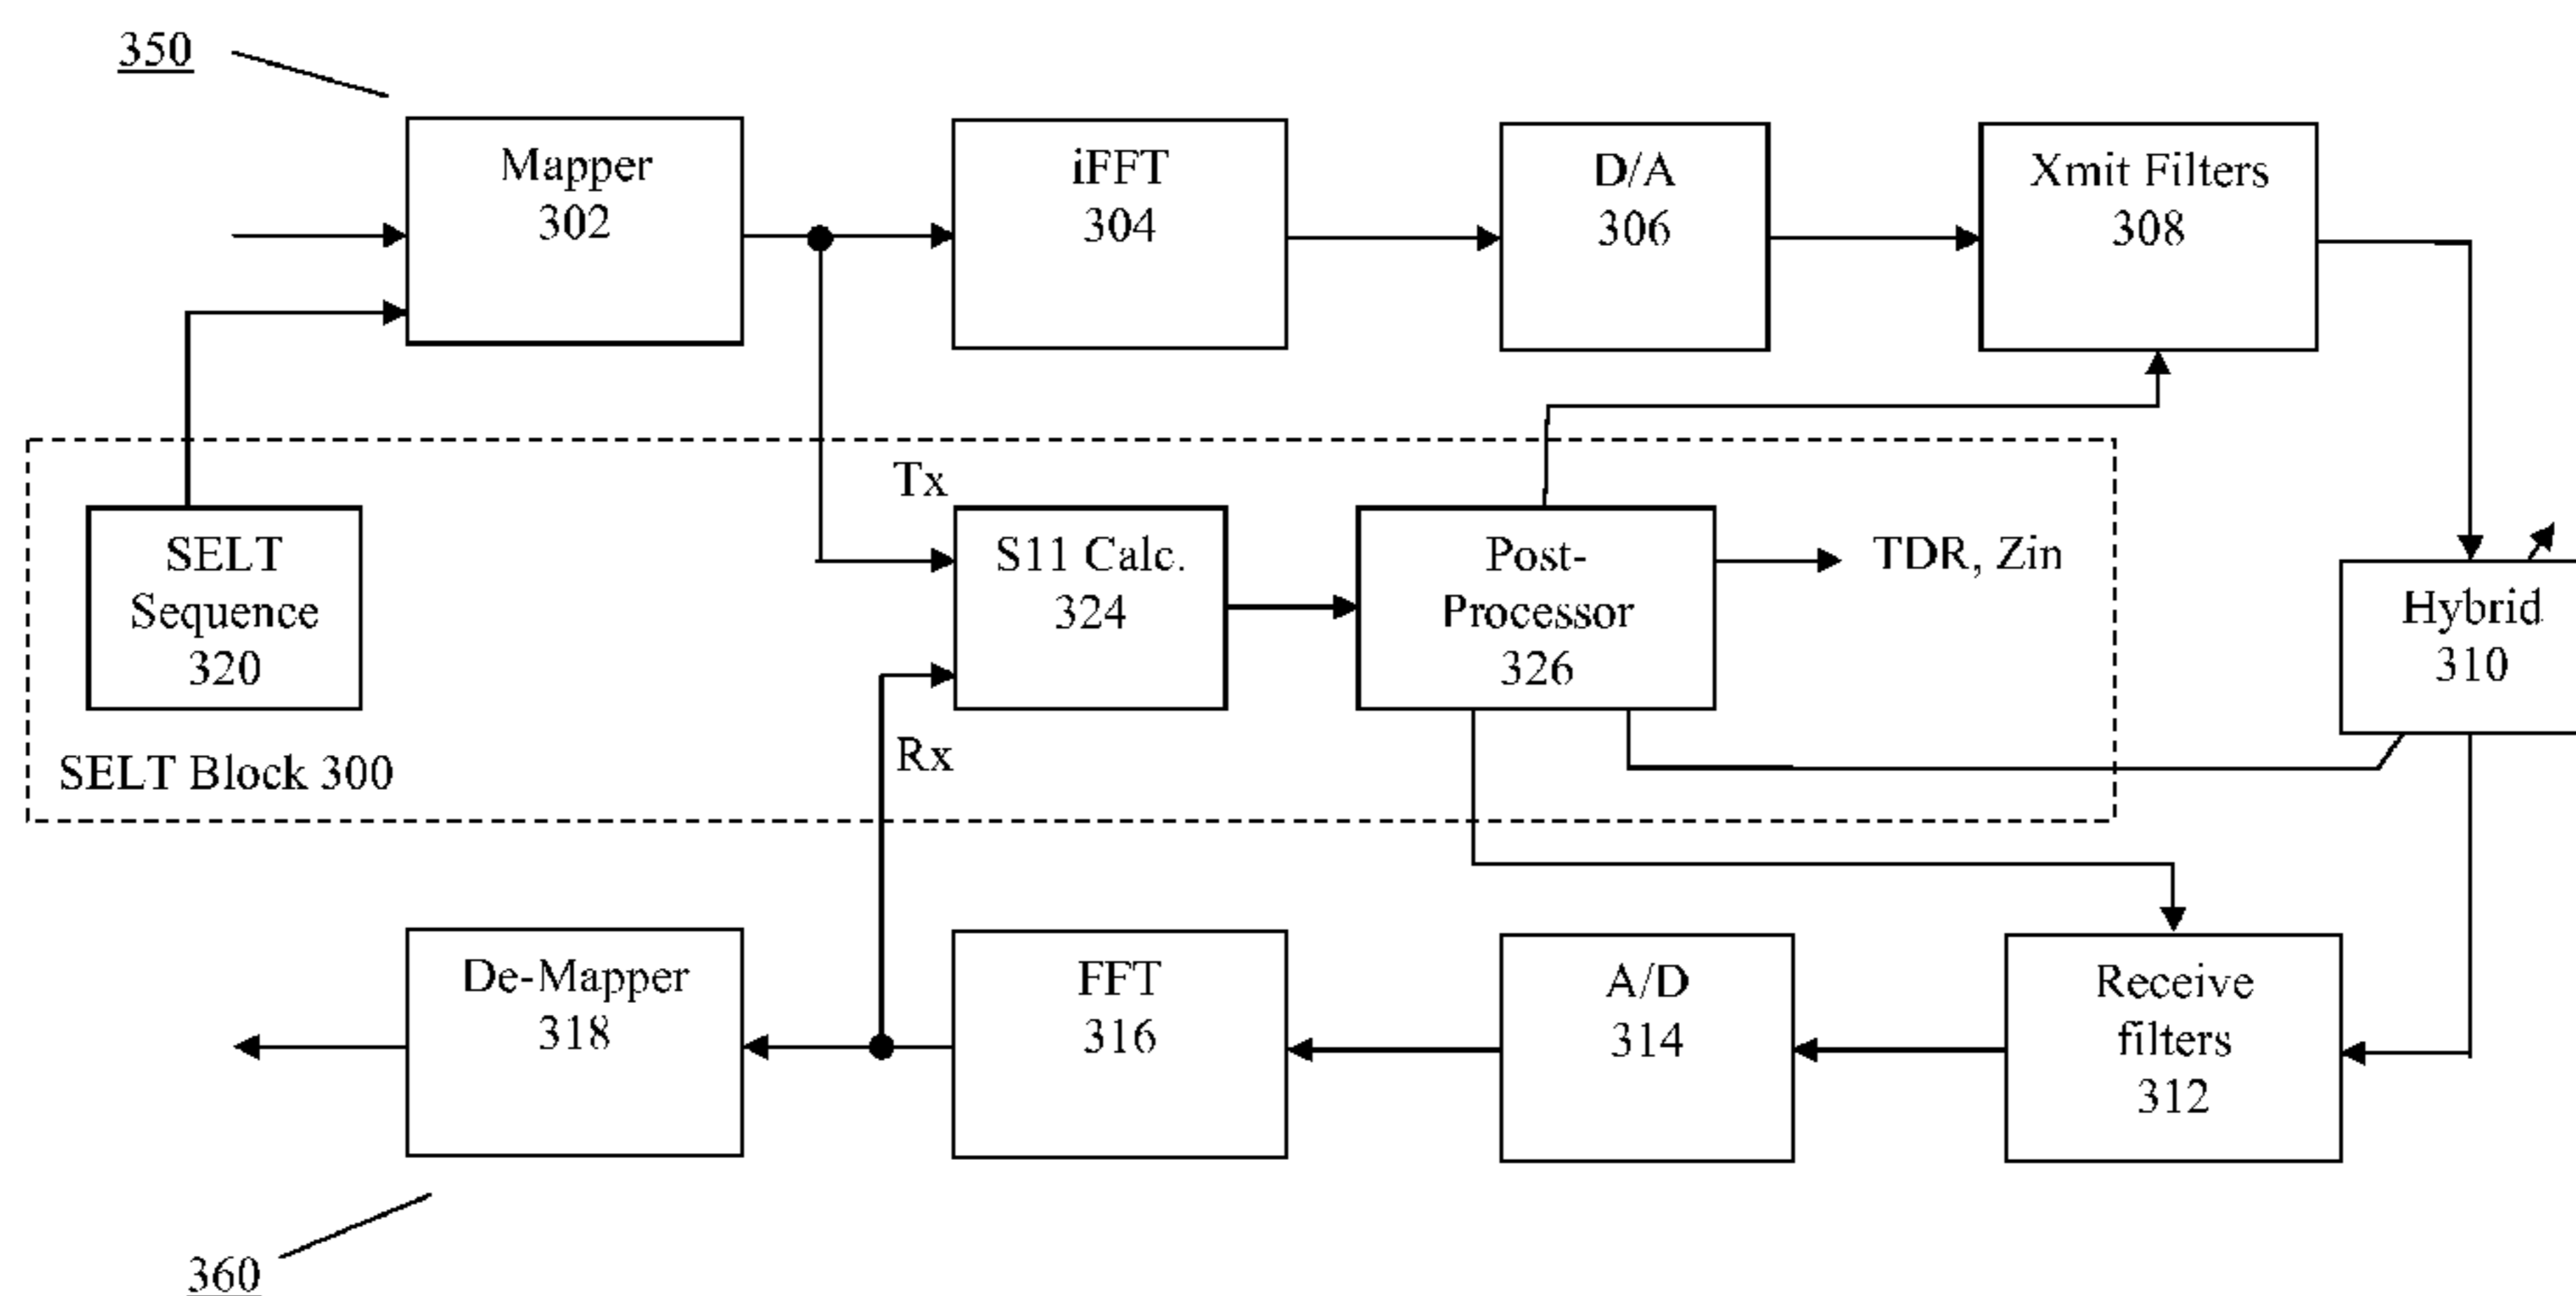 350
Mapper
302
iFFT
304
D/A
306
Xmit Filters
308
Tx
SELT
Sequence
320
S11 Calc.
324
Post-
Processor
326
TDR, Zin
Hybrid
310
SELT Block 300
Rx
De-Mapper
318
FFT
316
A/D
314
Receive
filters
312
360